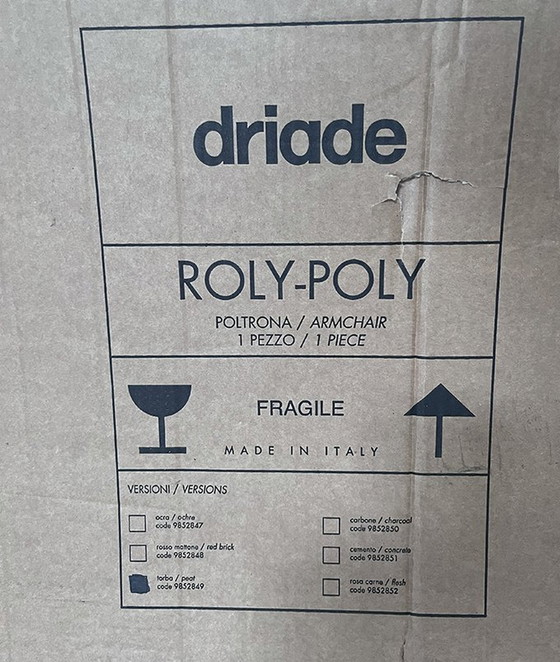 driade
ROLY-POLY
POLTRONA / ARMCHAIR
1 PEZZO / 1 PIECE
FRAGILE
MADE IN ITALY
VERSIONI / VERSIONS
ocra / ochre
code 9852847
rosso mattone / red brick
code 9852848
torba / peat
code 9852849
carbone / charcoal
code 9852850
cemento / concrete
code 9852851
rosa carne / flesh
code 9852852